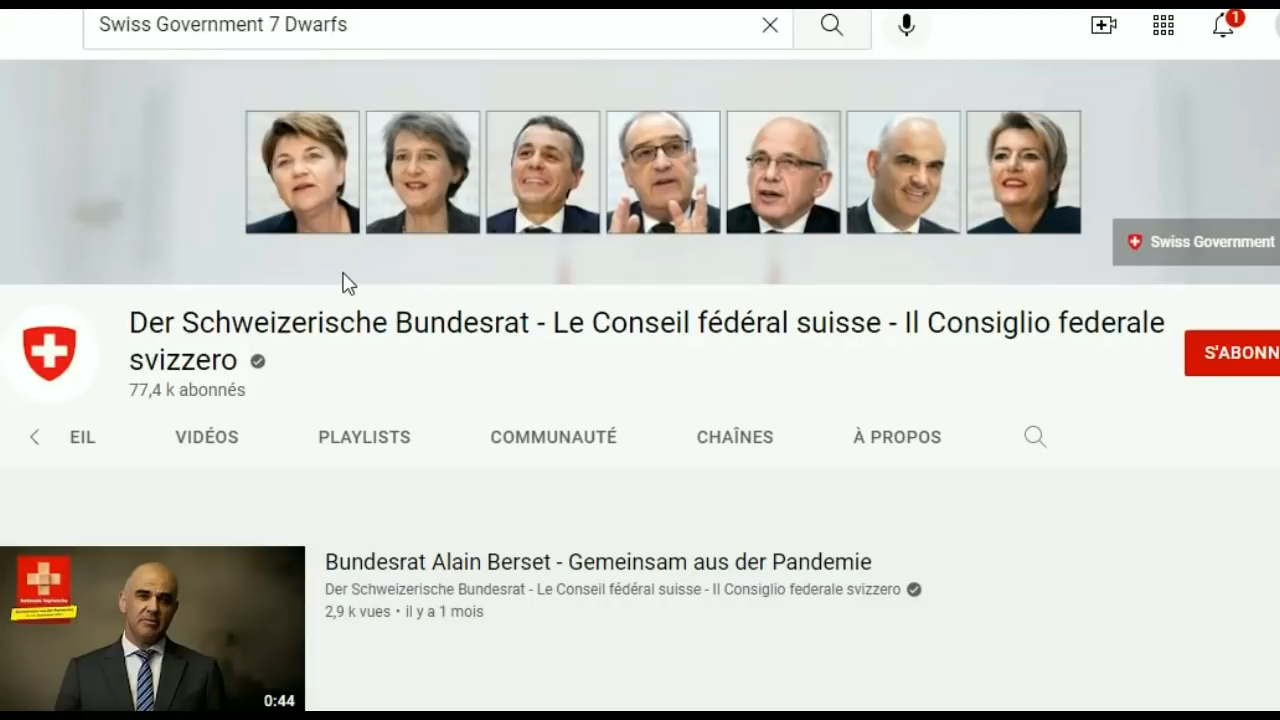 Swiss Government 7 Dwarfs
1
Swiss Government
Der Schweizerische Bundesrat - Le Conseil fédéral suisse - Il Consiglio federale
svizzero
S'ABONN
77,4 k abonnés
EIL VIDÉOS PLAYLISTS COMMUNAUTÉ CHAÎNES À PROPOS
Bundesrat Alain Berset - Gemeinsam aus der Pandemie
Der Schweizerische Bundesrat - Le Conseil fédéral suisse - Il Consiglio federale svizzero
2,9 k vues • il y a 1 mois
0:44